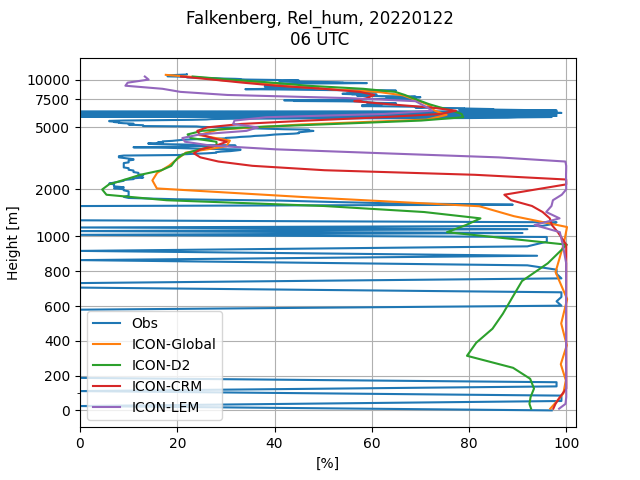 Falkenberg, Rel_hum, 20220122
06 UTC
10000
7500
5000
2000
1000
800
600
400
200
0
Height [m]
Obs
ICON-Global
ICON-D2
ICON-CRM
ICON-LEM
0 20 40 60 80 100
[%]